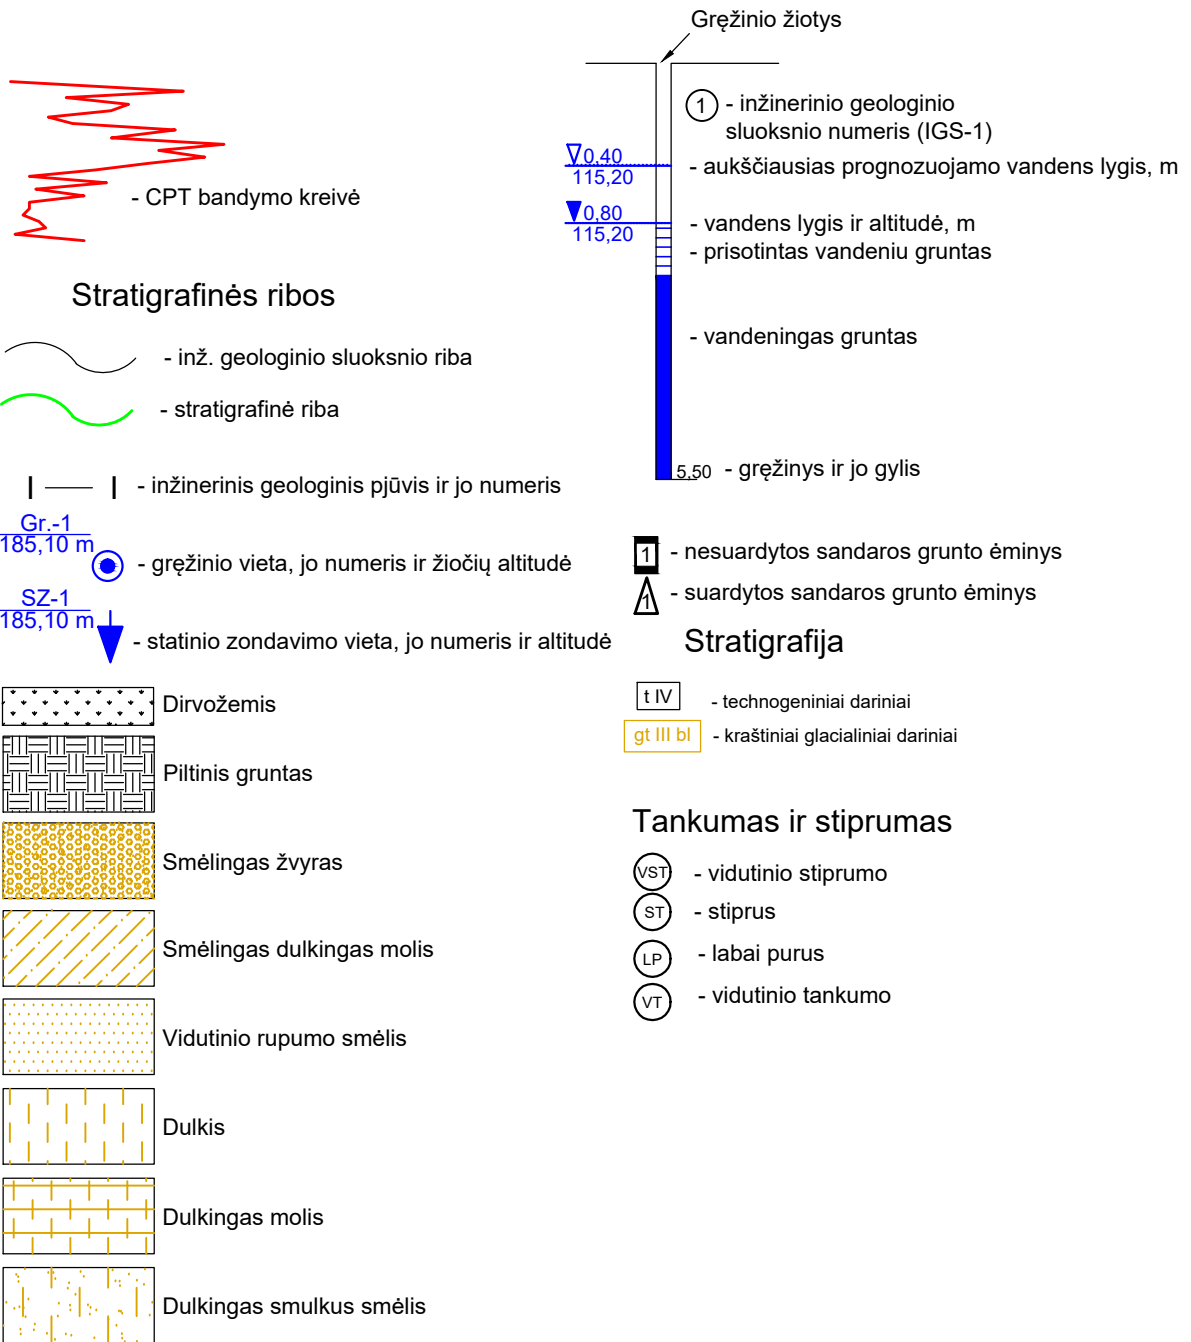 Gręžinio žiotys
1 - inžinerinio geologinio
sluoksnio numeris (IGS-1)
0,40
115,20
- aukščiausias prognozuojamo vandens lygis, m
0,80
115,20
- vandens lygis ir altitudė, m
- prisotintas vandeniu gruntas
- vandeningas gruntas
5,50 - gręžinys ir jo gylis
- CPT bandymo kreivė
Stratigrafinės ribos
- inž. geologinio sluoksnio riba
- stratigrafinė riba
I I - inžinerinis geologinis pjūvis ir jo numeris
Gr.-1
185,10 m
- gręžinio vieta, jo numeris ir žiočių altitudė
SZ-1
185,10 m
- statinio zondavimo vieta, jo numeris ir altitudė
1 - nesuardytos sandaros grunto ėminys
1 - suardytos sandaros grunto ėminys
Stratigrafija
t IV - technogeniniai dariniai
gt III bl - kraštiniai glacialiniai dariniai
Tankumas ir stiprumas
VST - vidutinio stiprumo
ST - stiprus
LP - labai purus
VT - vidutinio tankumo
Dirvožemis
Piltinis gruntas
Smėlingas žvyras
Smėlingas dulkingas molis
Vidutinio rupumo smėlis
Dulkis
Dulkingas molis
Dulkingas smulkus smėlis